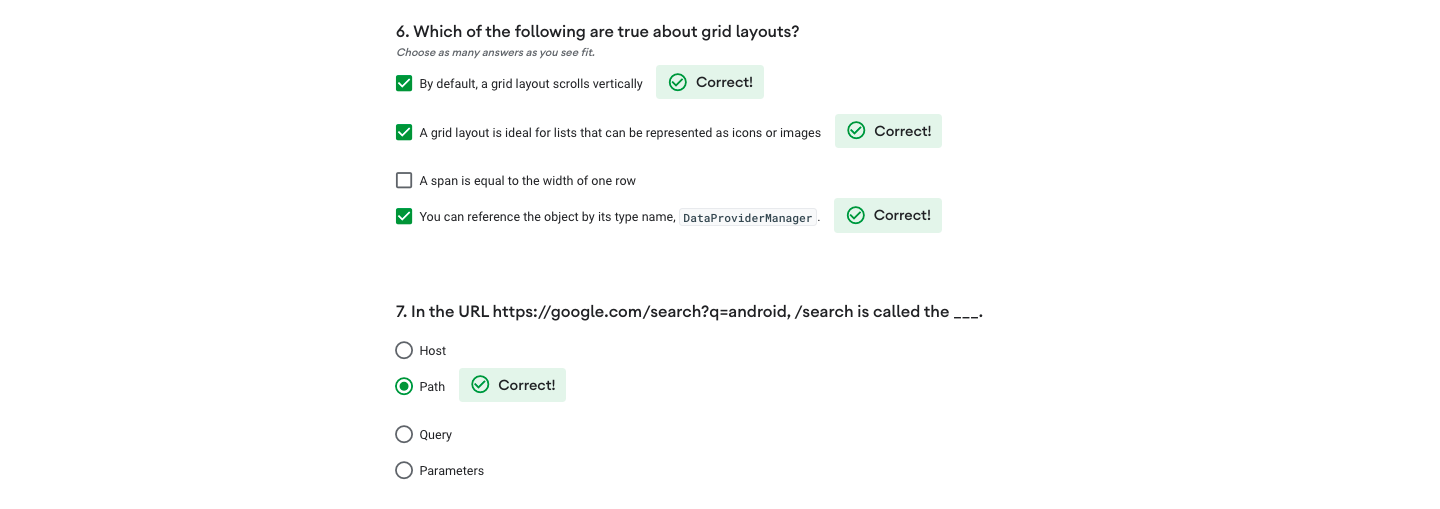 6. Which of the following are true about grid layouts?
Choose as many answers as you see fit.
By default, a grid layout scrolls vertically Correct!
A grid layout is ideal for lists that can be represented as icons or images Correct!
A span is equal to the width of one row
You can reference the object by its type name, DataProviderManager. Correct!
7. In the URL https://google.com/search?q=android, /search is called the ___.
Host
Path Correct!
Query
Parameters